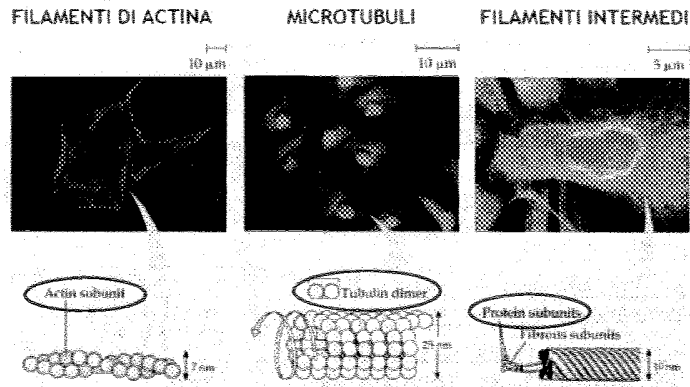 FILAMENTI DI ACTINA
MICROTUBULI
FILAMENTI INTERMEDI
10 µm
10 µm
5 µm
Actin subunit
Tubulin dimer
Protein subunits
Fibrous subunits
7 nm
25 nm
10 nm